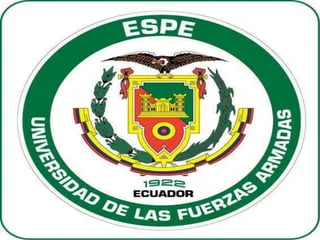 ESPE
1922
ECUADOR
UNIVERSIDAD DE LAS FUERZAS ARMADAS